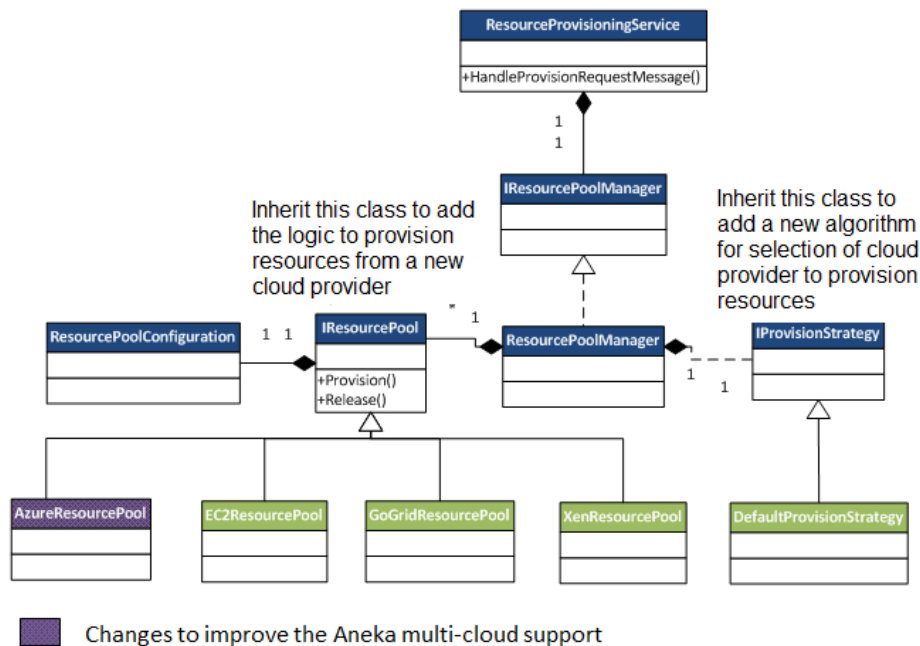 ResourceProvisioningService
+HandleProvisionRequestMessage()
1
1
IResourcePoolManager
Inherit this class to add
the logic to provision
resources from a new
cloud provider
Inherit this class to
add a new algorithm
for selection of cloud
provider to provision
resources
ResourcePoolConfiguration
1 1
IResourcePool
+Provision()
+Release()
*
1
ResourcePoolManager
1
1
IProvisionStrategy
AzureResourcePool
EC2ResourcePool
GoGridResourcePool
XenResourcePool
DefaultProvisionStrategy
Changes to improve the Aneka multi-cloud support